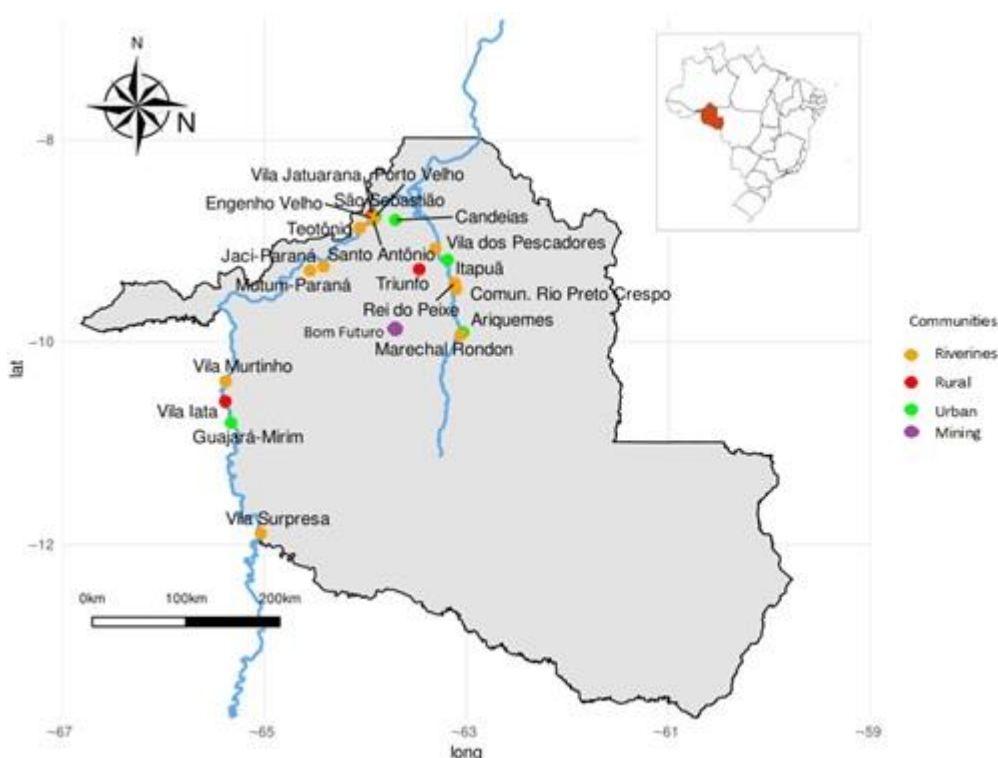 N
N
−8
Vila Jatuarana
Porto Velho
Engenho Velho
São Sebastião
Candeias
Teotônio
Vila dos Pescadores
Jaci-Paraná
Santo Antônio
Itapuã
Mutum-Paraná
Triunfo
Comun. Rio Preto Crespo
Rei do Peixe
Ariquemes
Bom Futuro
−10
Marechal Rondon
Communities
Riverines
Rural
Urban
Mining
lat
Vila Murtinho
Vila Iata
Guajará-Mirim
Vila Surpresa
−12
0km 100km 200km
−67 −65 −63 −61 −59
long